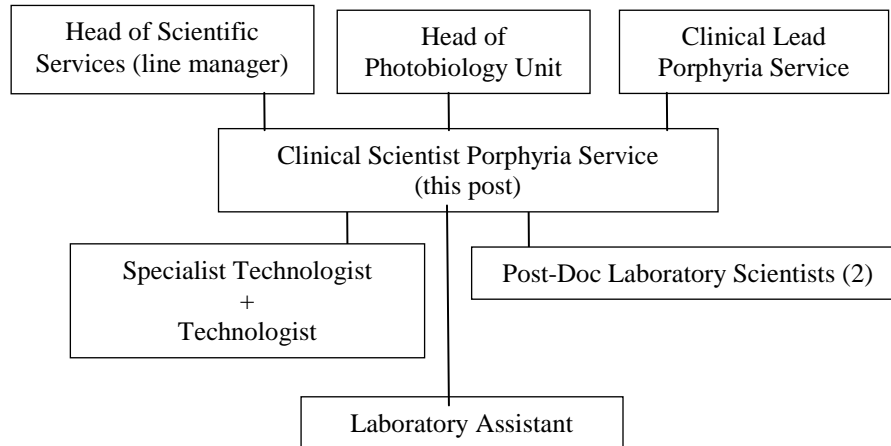 Head of Scientific
Services (line manager)
Head of
Photobiology Unit
Clinical Lead
Porphyria Service
Clinical Scientist Porphyria Service
(this post)
Specialist Technologist
+
Technologist
Post-Doc Laboratory Scientists (2)
Laboratory Assistant